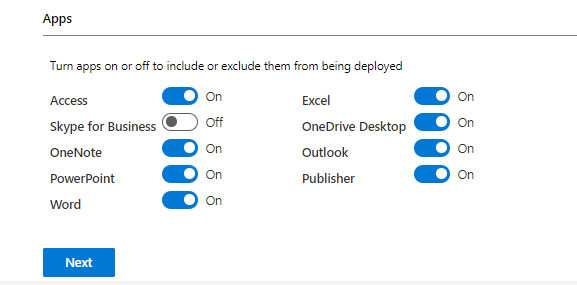 Apps
Turn apps on or off to include or exclude them from being deployed
Access On Excel On
Skype for Business Off OneDrive Desktop On
OneNote On Outlook On
PowerPoint On Publisher On
Word On
Next